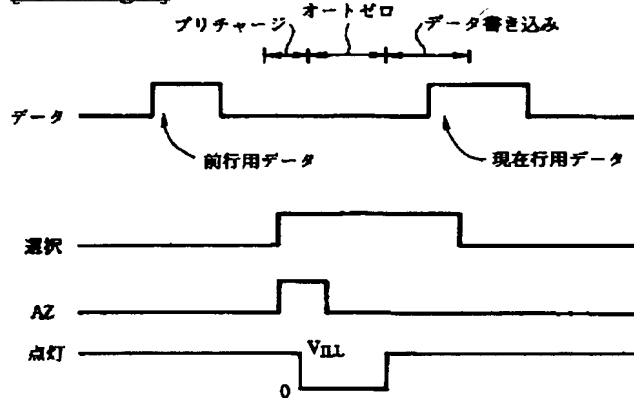 プリチャージ
オートゼロ
データ書き込み
データ
前行用データ
現在行用データ
選択
AZ
点灯
VILL
0